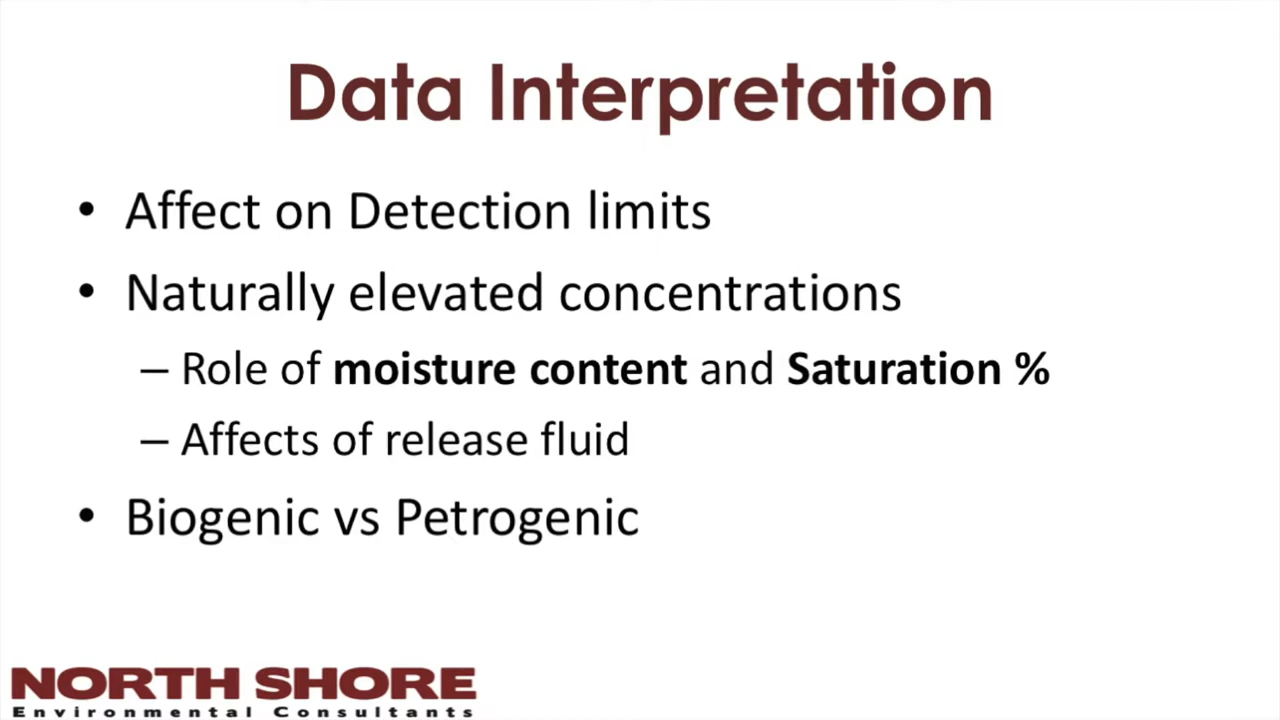 Data Interpretation
• Affect on Detection limits
• Naturally elevated concentrations
– Role of moisture content and Saturation %
– Affects of release fluid
• Biogenic vs Petrogenic
NORTH SHORE
Environmental Consultants